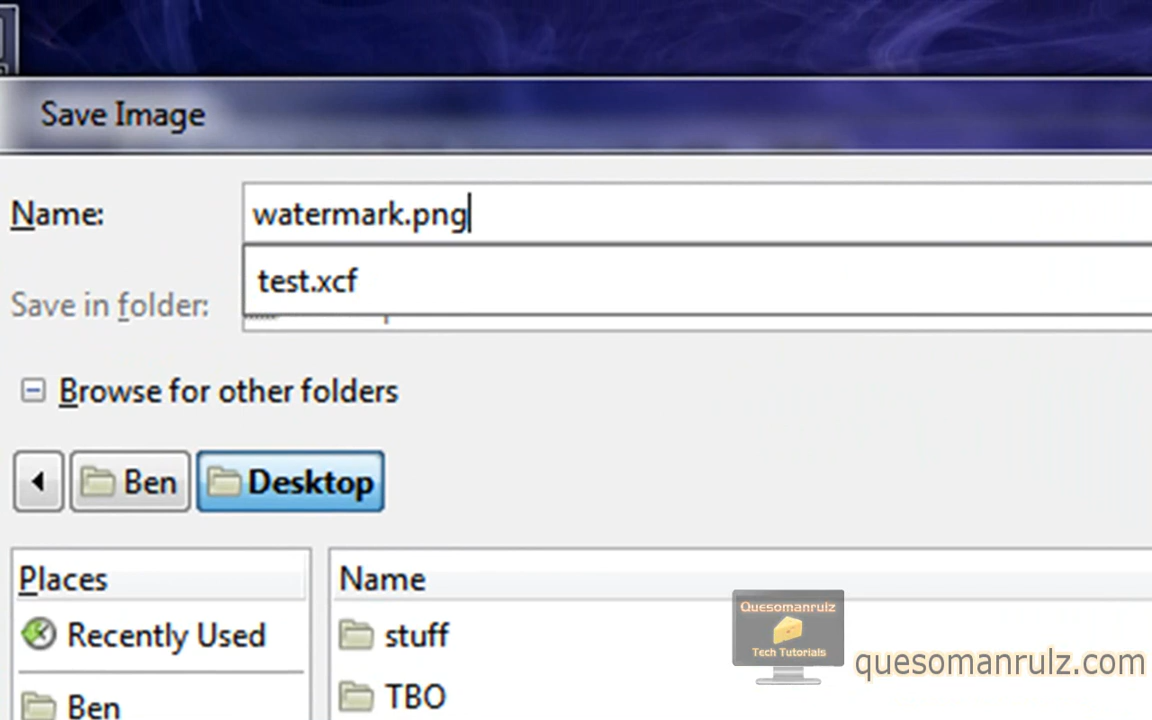 Save Image
Name:
watermark.png
test.xcf
Save in folder:
Browse for other folders
Ben
Desktop
Places
Name
Recently Used
stuff
Ben
TBO
Quesomanrulz
Tech Tutorials
quesomanrulz.com